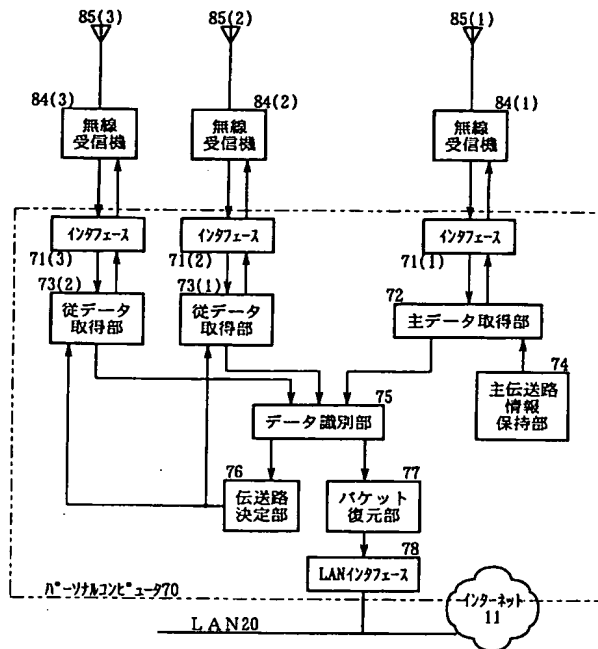 85(3)
85(2)
85(1)
84(3)
84(2)
84(1)
無線
受信機
無線
受信機
無線
受信機
インタフェース
インタフェース
インタフェース
71(3)
71(2)
71(1)
73(2)
73(1)
72
従データ
取得部
従データ
取得部
主データ取得部
74
主伝送路
情報
保持部
75
データ識別部
76
77
伝送路
決定部
パケット
復元部
78
LANインタフェース
パーソナルコンピュータ70
インターネット
11
LAN20